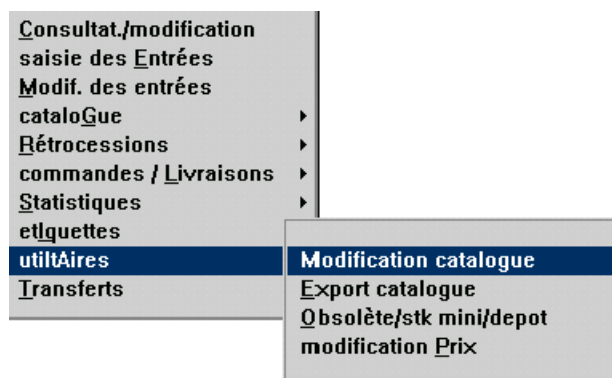 Consultat./modification
saisie des Entrées
Modif. des entrées
cataloGue
Rétrocessions
commandes / Livraisons
Statistiques
etIquettes
utiltAires
Transferts
Modification catalogue
Export catalogue
Obsolète/stk mini/depot
modification Prix